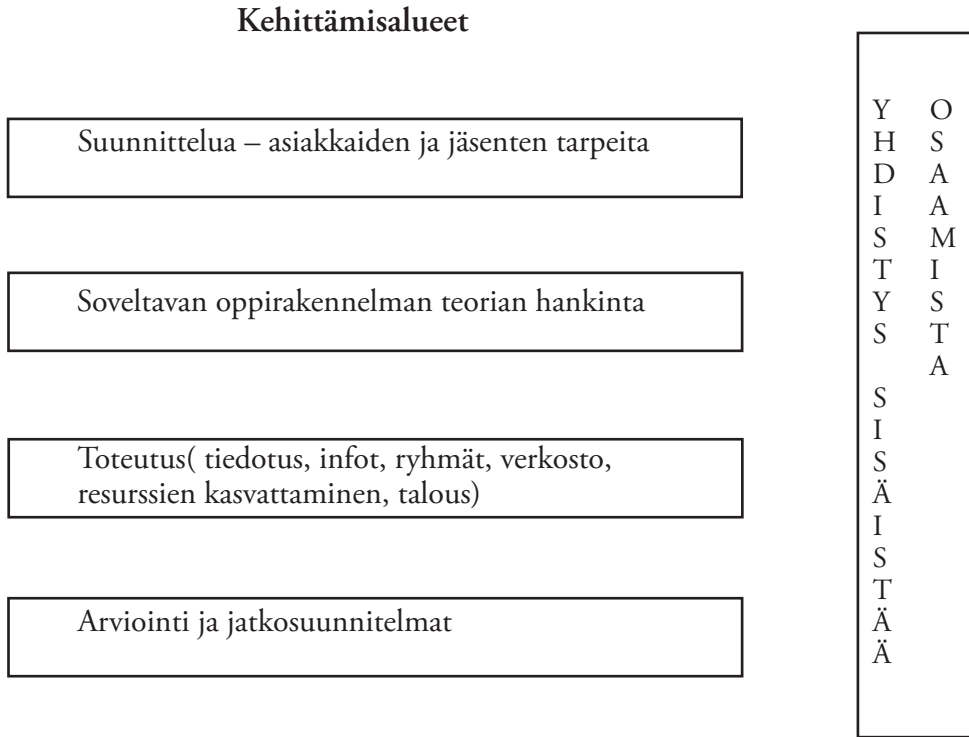 Kehittämisalueet
Suunnittelua – asiakkaiden ja jäsenten tarpeita
Soveltavan oppirakennelman teorian hankinta
Toteutus( tiedotus, infot, ryhmät, verkosto,
resurssien kasvattaminen, talous)
Arviointi ja jatkosuunnitelmat
YHDISTYS SISÄISTÄÄ
OSAAMISTA